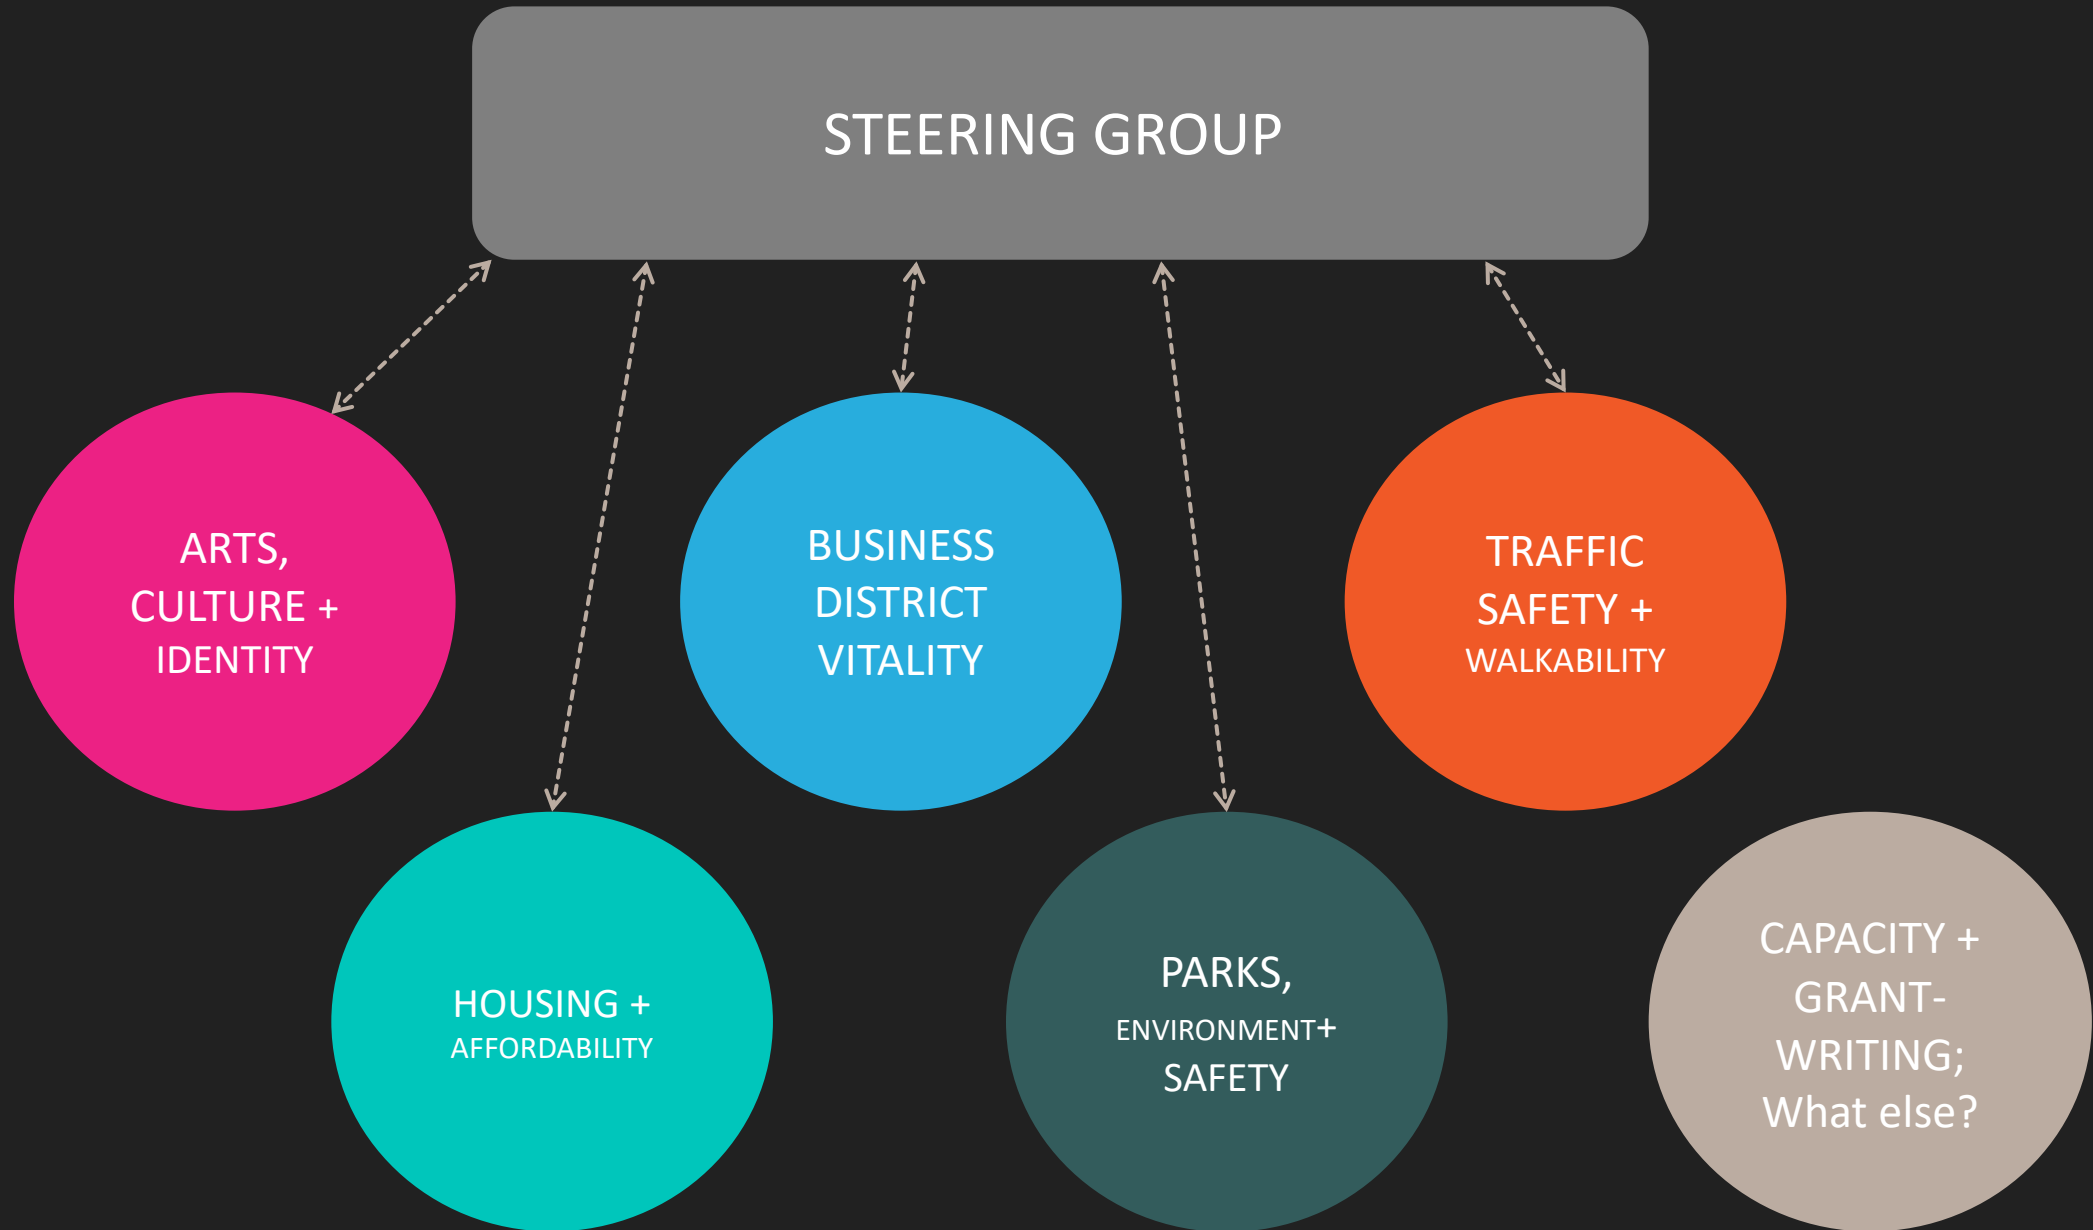 STEERING GROUP
ARTS,
CULTURE +
IDENTITY
BUSINESS
DISTRICT
VITALITY
TRAFFIC
SAFETY +
WALKABILITY
HOUSING +
AFFORDABILITY
PARKS,
ENVIRONMENT+
SAFETY
CAPACITY +
GRANT-
WRITING;
What else?